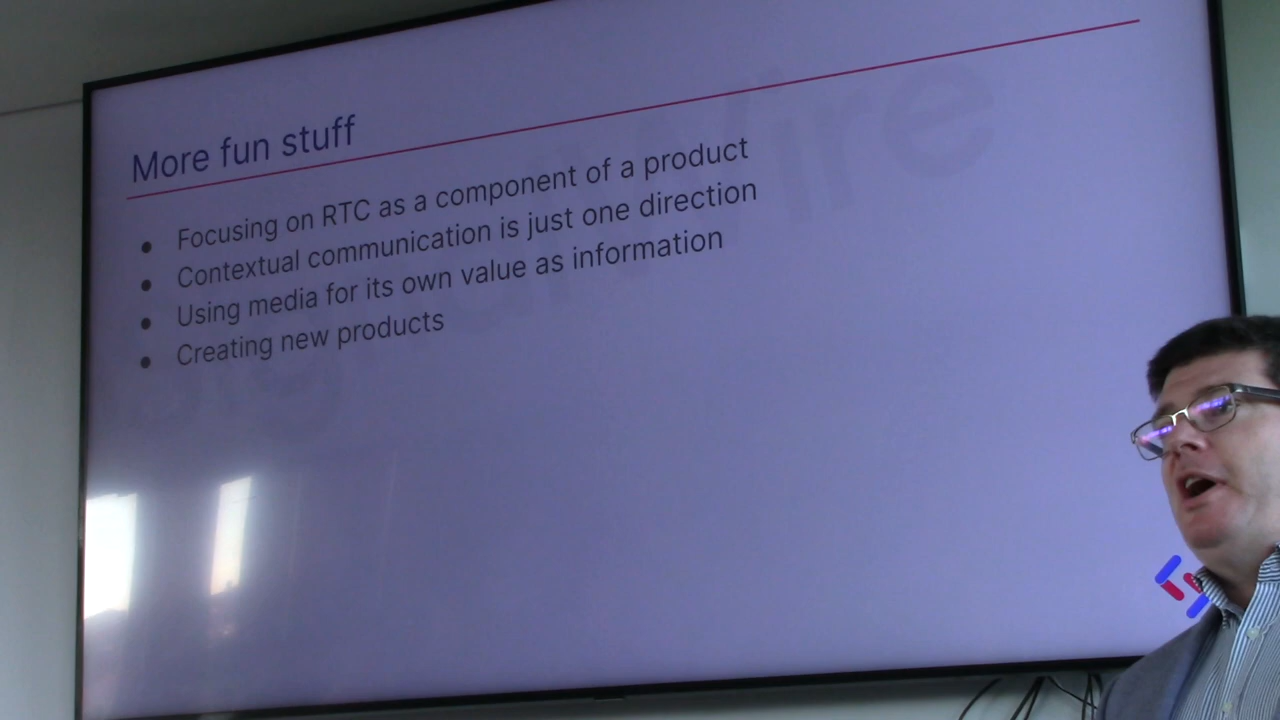 More fun stuff
Focusing on RTC as a component of a product
Contextual communication is just one direction
Using media for its own value as information
Creating new products